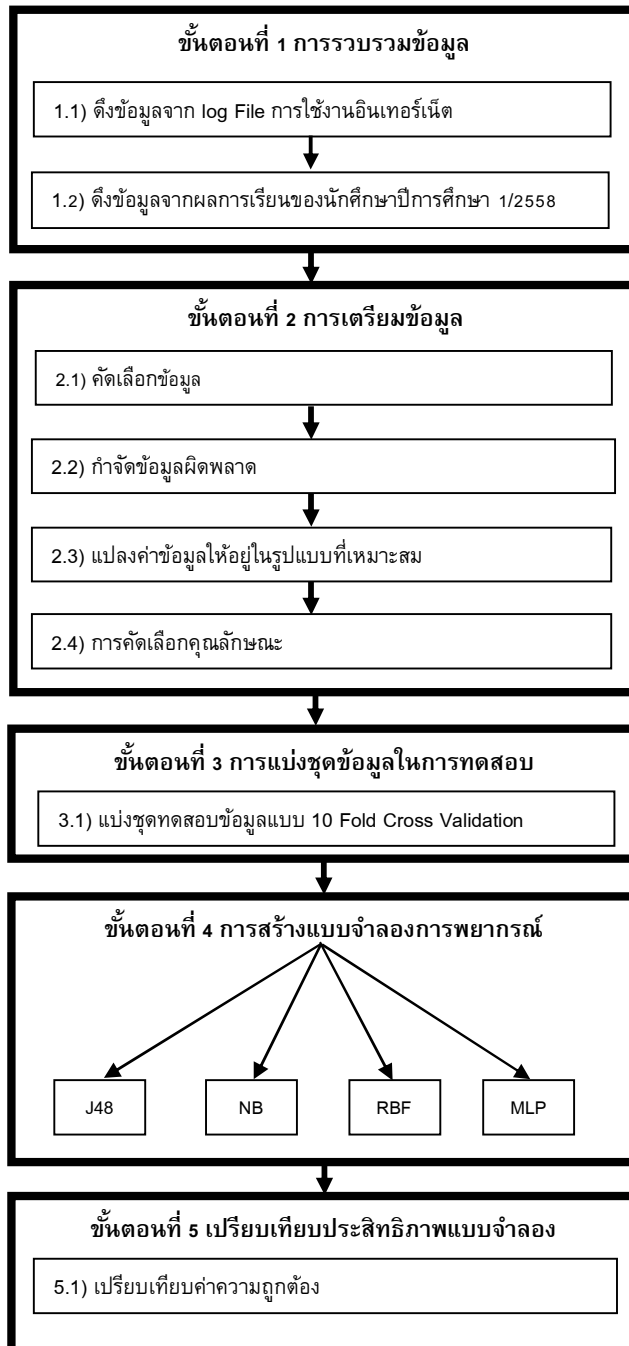 ขั้นตอนที่ 1 การรวบรวมข้อมูล
1.1) ดึงข้อมูลจาก log File การใช้งานอินเทอร์เน็ต
1.2) ดึงข้อมูลจากผลการเรียนของนักศึกษาปีการศึกษา 1/2558
ขั้นตอนที่ 2 การเตรียมข้อมูล
2.1) คัดเลือกข้อมูล
2.2) กำจัดข้อมูลผิดพลาด
2.3) แปลงค่าข้อมูลให้อยู่ในรูปแบบที่เหมาะสม
2.4) การคัดเลือกคุณลักษณะ
ขั้นตอนที่ 3 การแบ่งชุดข้อมูลในการทดสอบ
3.1) แบ่งชุดทดสอบข้อมูลแบบ 10 Fold Cross Validation
ขั้นตอนที่ 4 การสร้างแบบจำลองการพยากรณ์
J48 NB RBF MLP
ขั้นตอนที่ 5 เปรียบเทียบประสิทธิภาพแบบจำลอง
5.1) เปรียบเทียบค่าความถูกต้อง